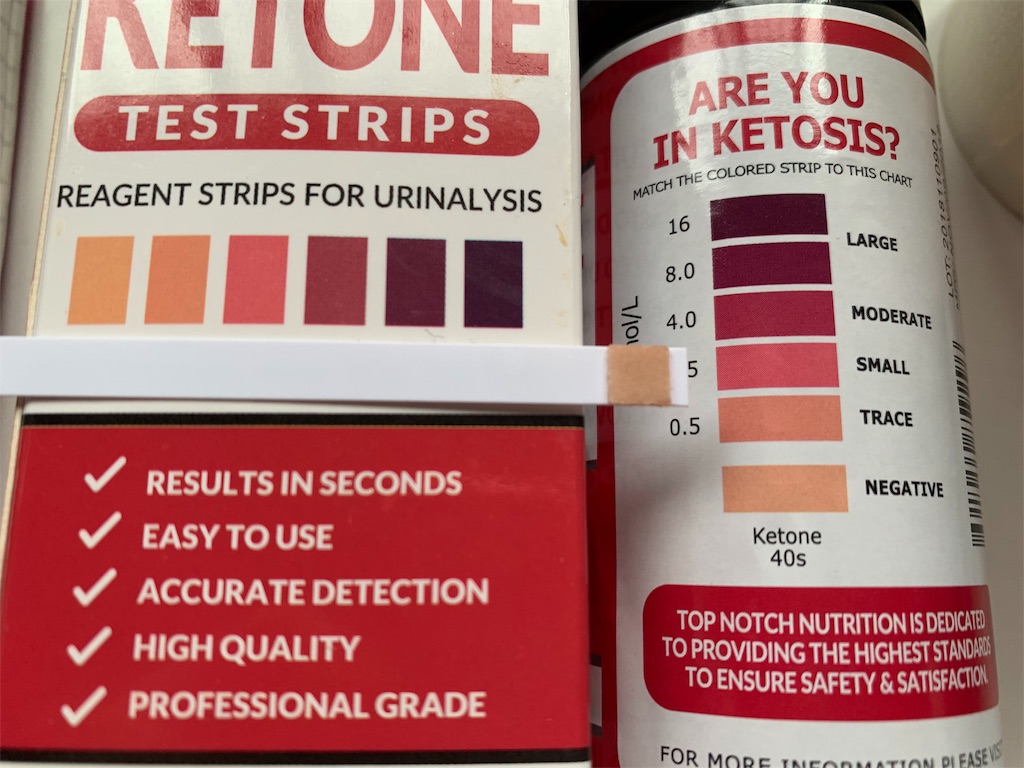 KETONE
TEST STRIPS
REAGENT STRIPS FOR URINALYSIS
RESULTS IN SECONDS
EASY TO USE
ACCURATE DETECTION
HIGH QUALITY
PROFESSIONAL GRADE
ARE YOU
IN KETOSIS?
MATCH THE COLORED STRIP TO THIS CHART
16
LARGE
8.0
4.0 MODERATE
5 SMALL
0.5 TRACE
NEGATIVE
Ketone
40s
TOP NOTCH NUTRITION IS DEDICATED
TO PROVIDING THE HIGHEST STANDARDS
TO ENSURE SAFETY & SATISFACTION.
FOR MORE INFORMATION PLEASE